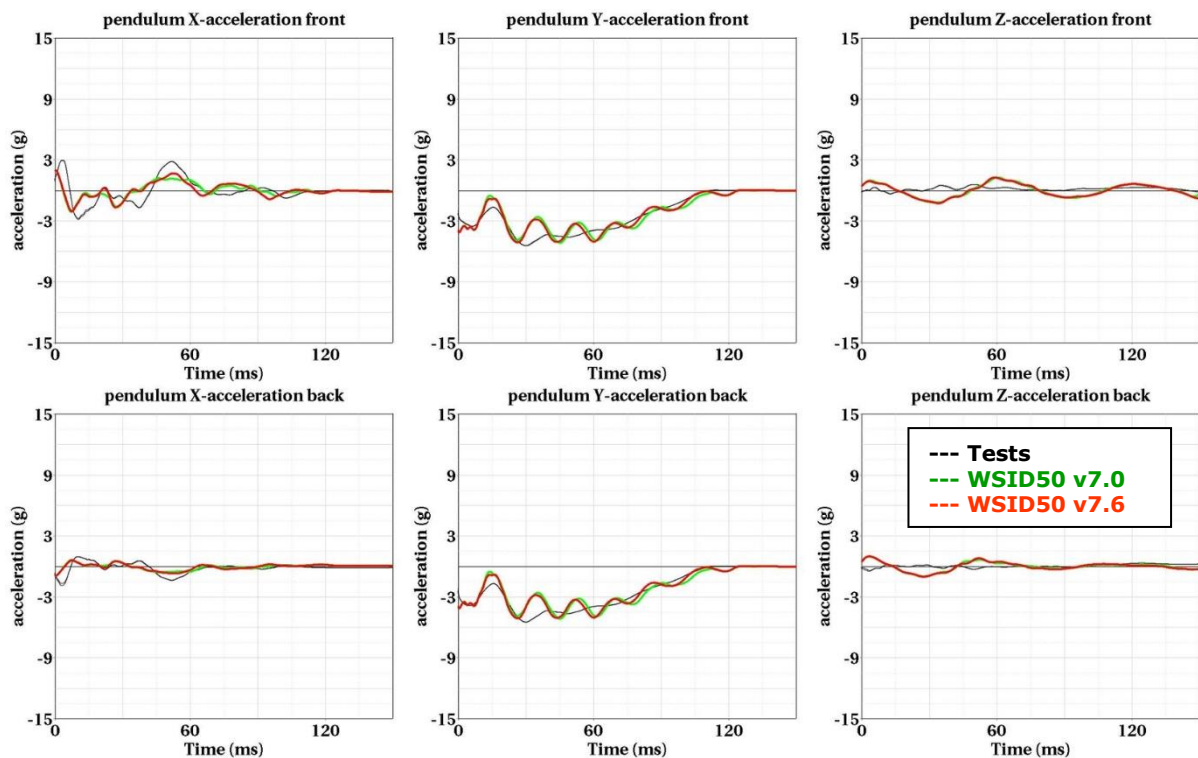 pendulum X-acceleration front
pendulum Y-acceleration front
pendulum Z-acceleration front
15
9
3
-3
-9
-15
acceleration (g)
0
60
120
Time (ms)
15
9
3
-3
-9
-15
acceleration (g)
0
60
120
Time (ms)
15
9
3
-3
-9
-15
acceleration (g)
0
60
120
Time (ms)
pendulum X-acceleration back
pendulum Y-acceleration back
pendulum Z-acceleration back
15
9
3
-3
-9
-15
acceleration (g)
0
60
120
Time (ms)
15
9
3
-3
-9
-15
acceleration (g)
0
60
120
Time (ms)
15
9
3
-3
-9
-15
acceleration (g)
0
60
120
Time (ms)
--- Tests
--- WSID50 v7.0
--- WSID50 v7.6